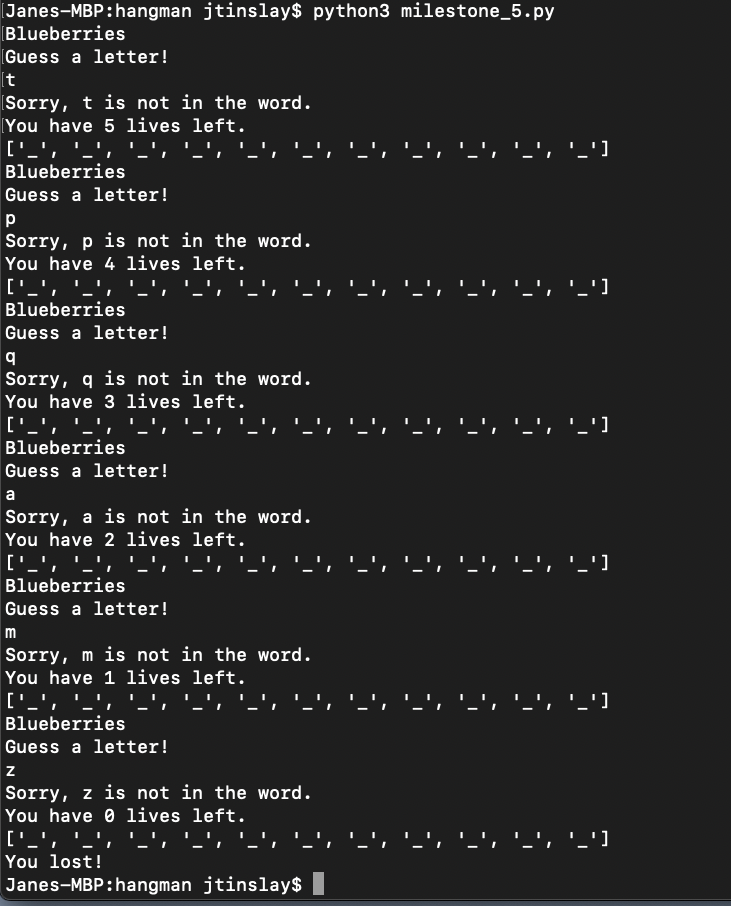 Janes-MBP:hangman jtinslay$ python3 milestone_5.py
Blueberries
Guess a letter!
t
Sorry, t is not in the word.
You have 5 lives left.
['_', '_', '_', '_', '_', '_', '_', '_', '_', '_', '_']
Blueberries
Guess a letter!
p
Sorry, p is not in the word.
You have 4 lives left.
['_', '_', '_', '_', '_', '_', '_', '_', '_', '_', '_']
Blueberries
Guess a letter!
q
Sorry, q is not in the word.
You have 3 lives left.
['_', '_', '_', '_', '_', '_', '_', '_', '_', '_', '_']
Blueberries
Guess a letter!
a
Sorry, a is not in the word.
You have 2 lives left.
['_', '_', '_', '_', '_', '_', '_', '_', '_', '_', '_']
Blueberries
Guess a letter!
m
Sorry, m is not in the word.
You have 1 lives left.
['_', '_', '_', '_', '_', '_', '_', '_', '_', '_', '_']
Blueberries
Guess a letter!
z
Sorry, z is not in the word.
You have 0 lives left.
['_', '_', '_', '_', '_', '_', '_', '_', '_', '_', '_']
You lost!
Janes-MBP:hangman jtinslay$